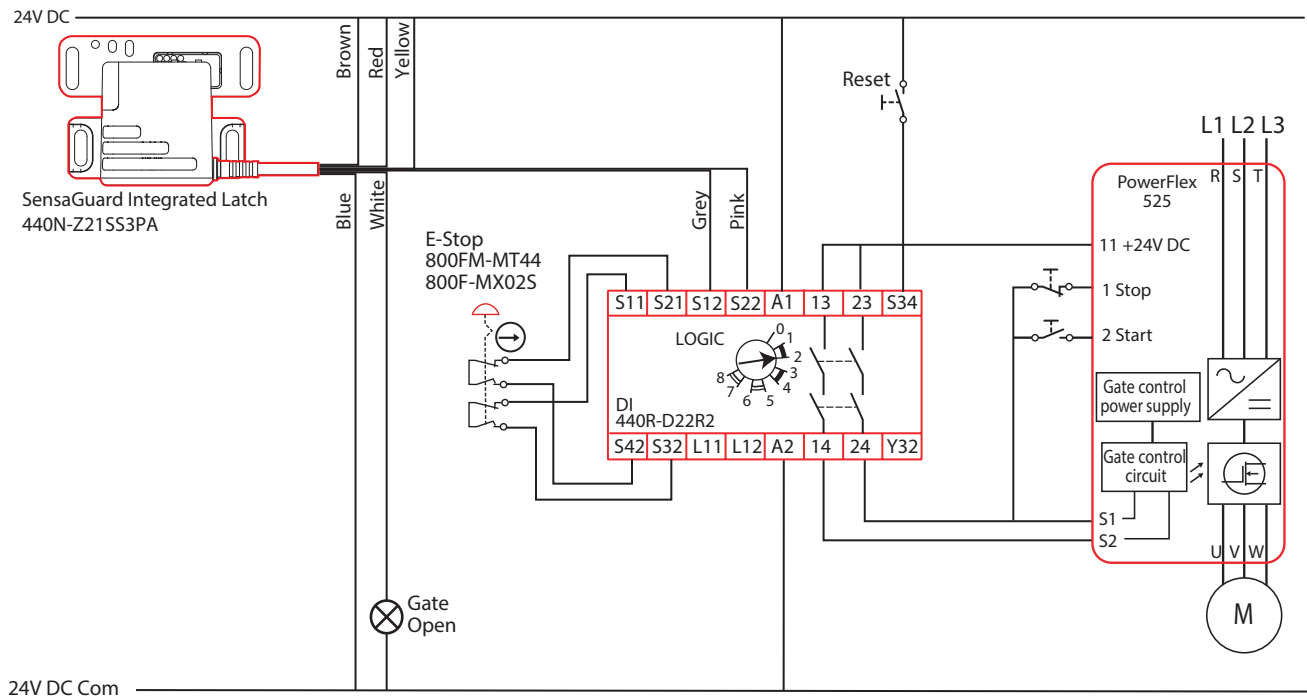 24V DC
Brown
Red
Yellow
Reset
L1 L2 L3
SensaGuard Integrated Latch
440N-Z21SS3PA
Blue
White
Grey
Pink
E-Stop
800FM-MT44
800F-MX02S
PowerFlex
525
R S T
11 +24V DC
1 Stop
2 Start
S11 S21 S12 S22 A1 13 23 S34
LOGIC
0
1
2
3
4
5
6
7
8
DI
440R-D22R2
S42 S32 L11 L12 A2 14 24 Y32
Gate control
power supply
Gate control
circuit
S1
S2
U V W
M
Gate
Open
24V DC Com